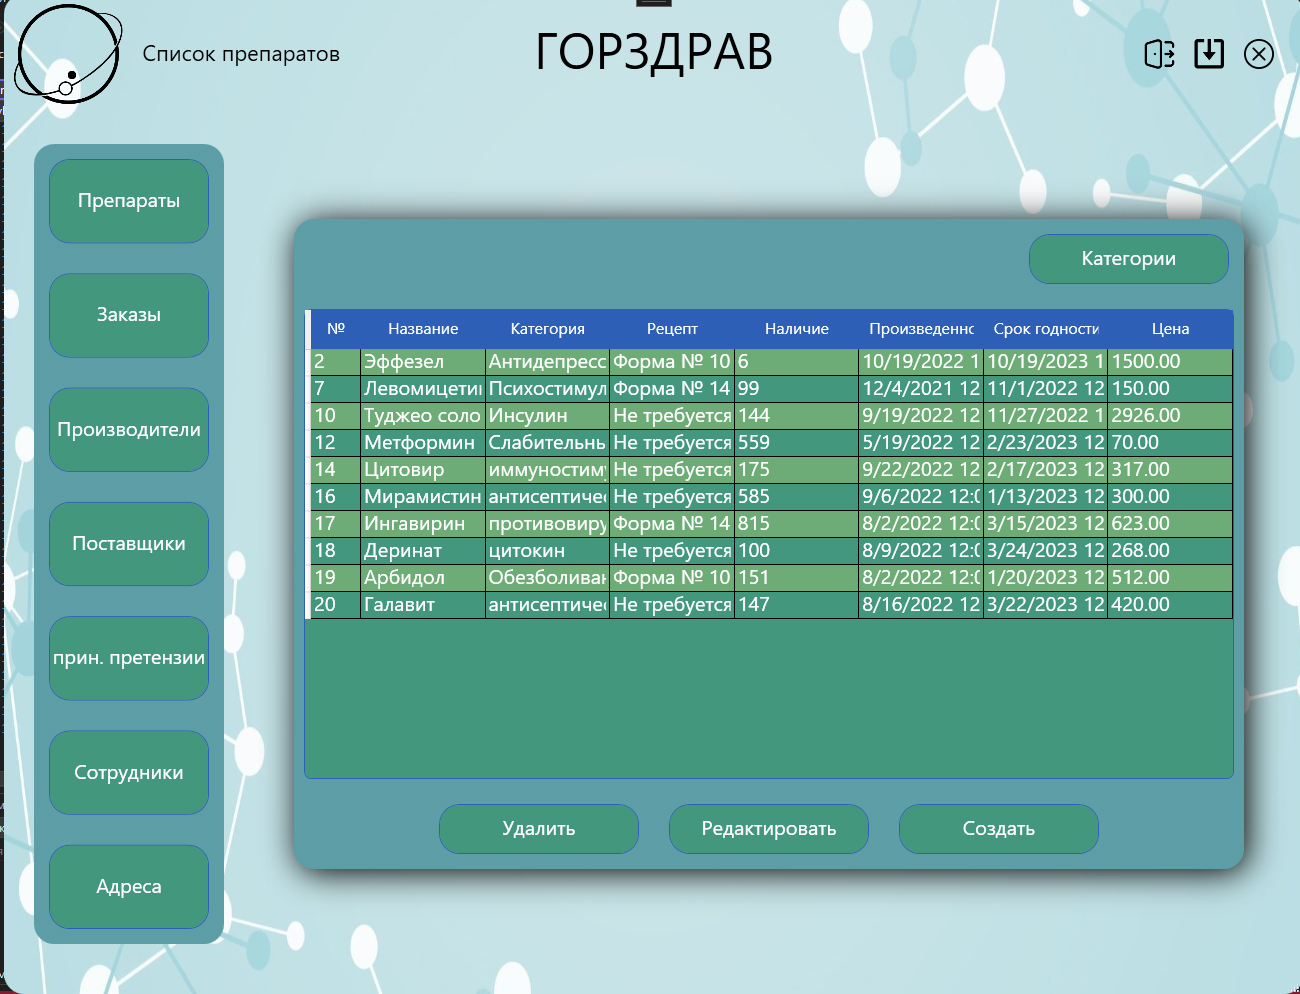 Список препаратов
ГОРЗДРАВ
Препараты
Заказы
Производители
Поставщики
прин. претензии
Сотрудники
Адреса
Категории
№ Название Категория Рецепт Наличие Произведенно Срок годности Цена
2 Эффезел Антидепресс Форма № 10 6 10/19/2022 1 10/19/2023 1 1500.00
7 Левомицетин Психостимул Форма № 14 99 12/4/2021 12 11/1/2022 12 150.00
10 Туджео соло Инсулин Не требуется 144 9/19/2022 12 11/27/2022 1 2926.00
12 Метформин Слабительнь Не требуется 559 5/19/2022 12 2/23/2023 12 70.00
14 Цитовир иммуностиму Не требуется 175 9/22/2022 12 2/17/2023 12 317.00
16 Мирамистин антисептичес Не требуется 585 9/6/2022 12:0 1/13/2023 12 300.00
17 Ингавирин противовиру Форма № 14 815 8/2/2022 12:0 3/15/2023 12 623.00
18 Деринат цитокин Не требуется 100 8/9/2022 12:0 3/24/2023 12 268.00
19 Арбидол Обезболиван Форма № 10 151 8/2/2022 12:0 1/20/2023 12 512.00
20 Галавит антисептичес Не требуется 147 8/16/2022 12 3/22/2023 12 420.00
Удалить
Редактировать
Создать